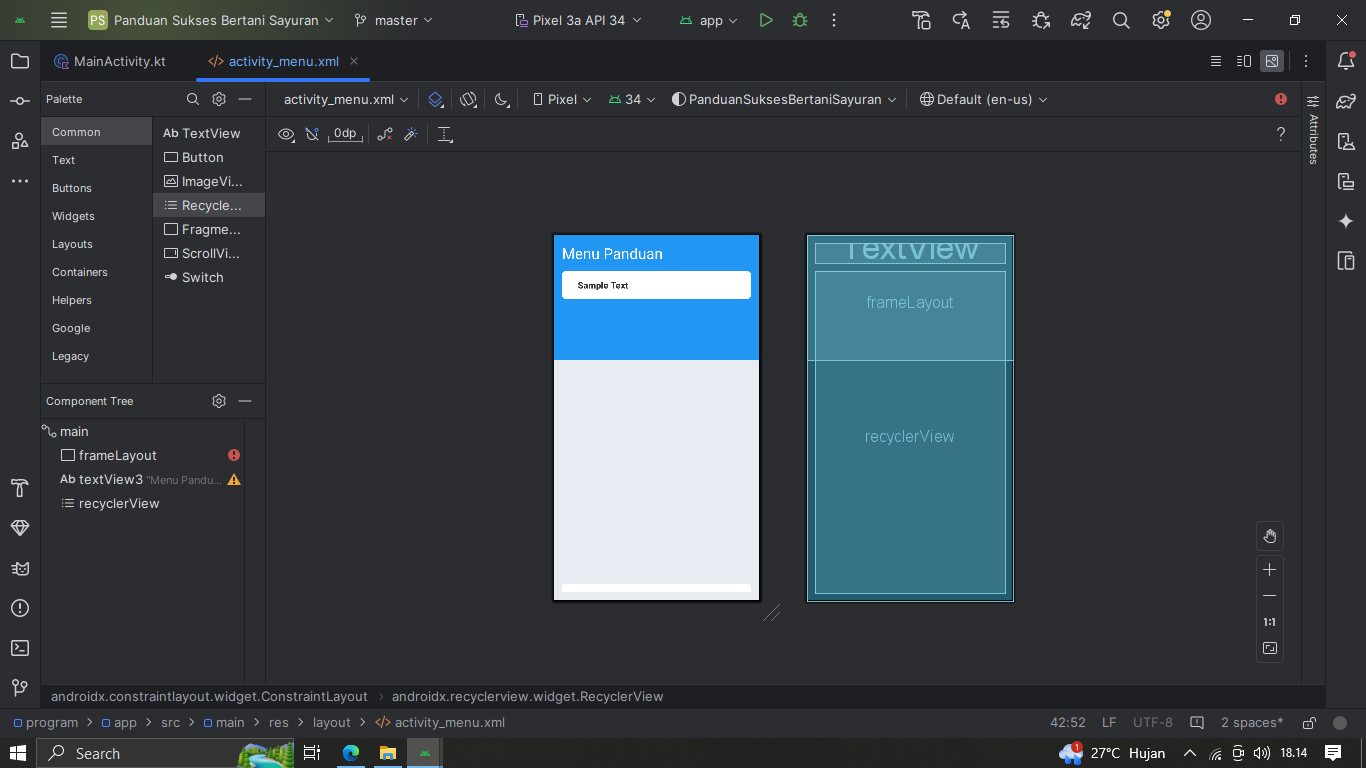 PS Panduan Sukses Bertani Sayuran master Pixel 3a API 34 app
MainActivity.kt activity_menu.xml
Palette
Common
Text
Buttons
Widgets
Layouts
Containers
Helpers
Google
Legacy
Ab TextView
Button
ImageVi...
Recycle...
Fragme...
ScrollVi...
Switch
activity_menu.xml Pixel 34 PanduanSuksesBertaniSayuran Default (en-us)
0dp ?
Attributes
Menu Panduan
Sample Text
TextView
frameLayout
recyclerView
Component Tree
main
frameLayout
Ab textView3 "Menu Pandu...
recyclerView
1:1
androidx.constraintlayout.widget.ConstraintLayout > androidx.recyclerview.widget.RecyclerView
program > app > src > main > res > layout > activity_menu.xml 42:52 LF UTF-8 2 spaces*
Search 1 27°C Hujan 18.14